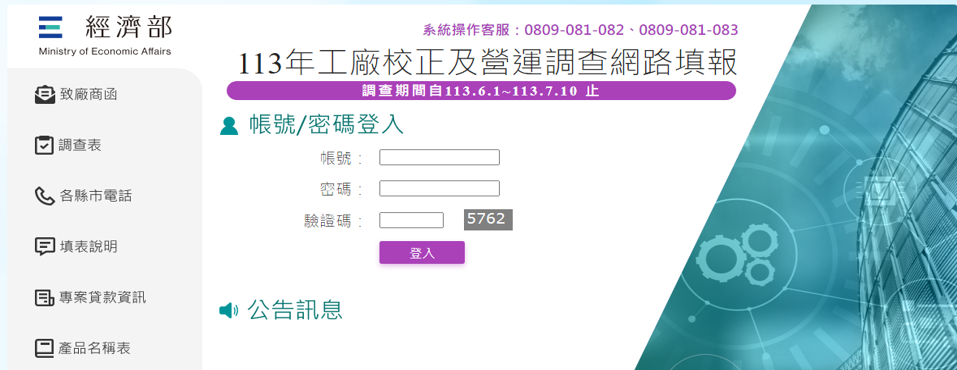 經濟部
Ministry of Economic Affairs
致廠商函
調查表
各縣市電話
填表說明
專案貸款資訊
產品名稱表
系統操作客服：0809-081-082、0809-081-083
113年工廠校正及營運調查網路填報
調查期間自113.6.1~113.7.10 止
帳號/密碼登入
帳號：
密碼：
驗證碼： 5762
登入
公告訊息